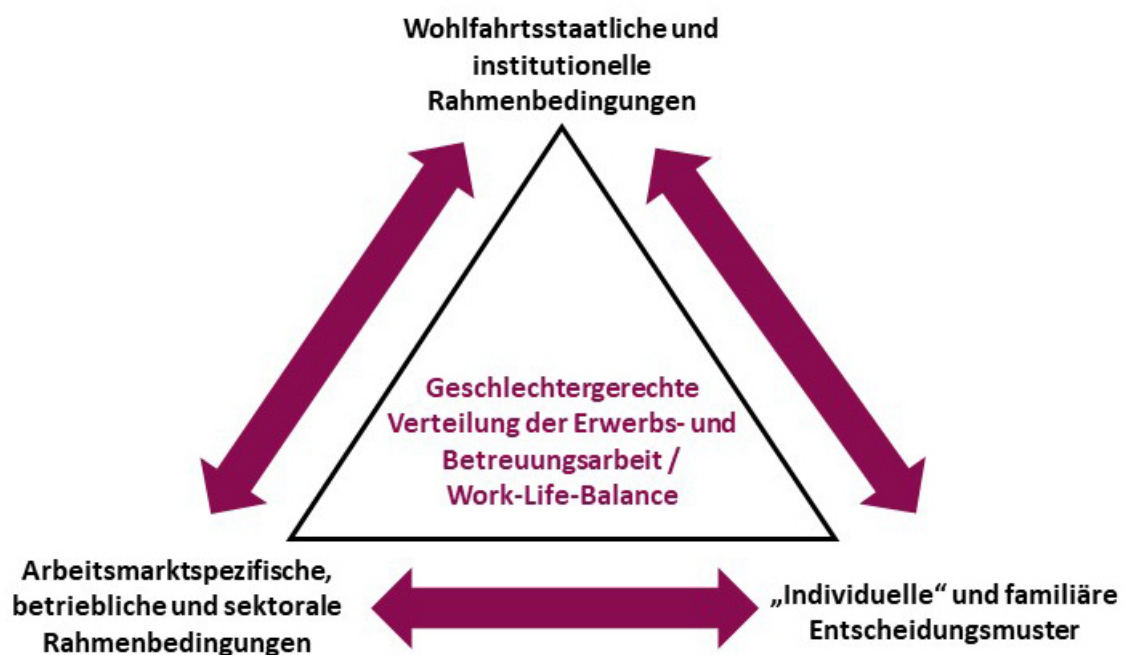 Wohlfahrtsstaatliche und
institutionelle
Rahmenbedingungen
Geschlechtergerechte
Verteilung der Erwerbs- und
Betreuungsarbeit /
Work-Life-Balance
Arbeitsmarktspezifische,
betriebliche und sektorale
Rahmenbedingungen
„Individuelle“ und familiäre
Entscheidungsmuster